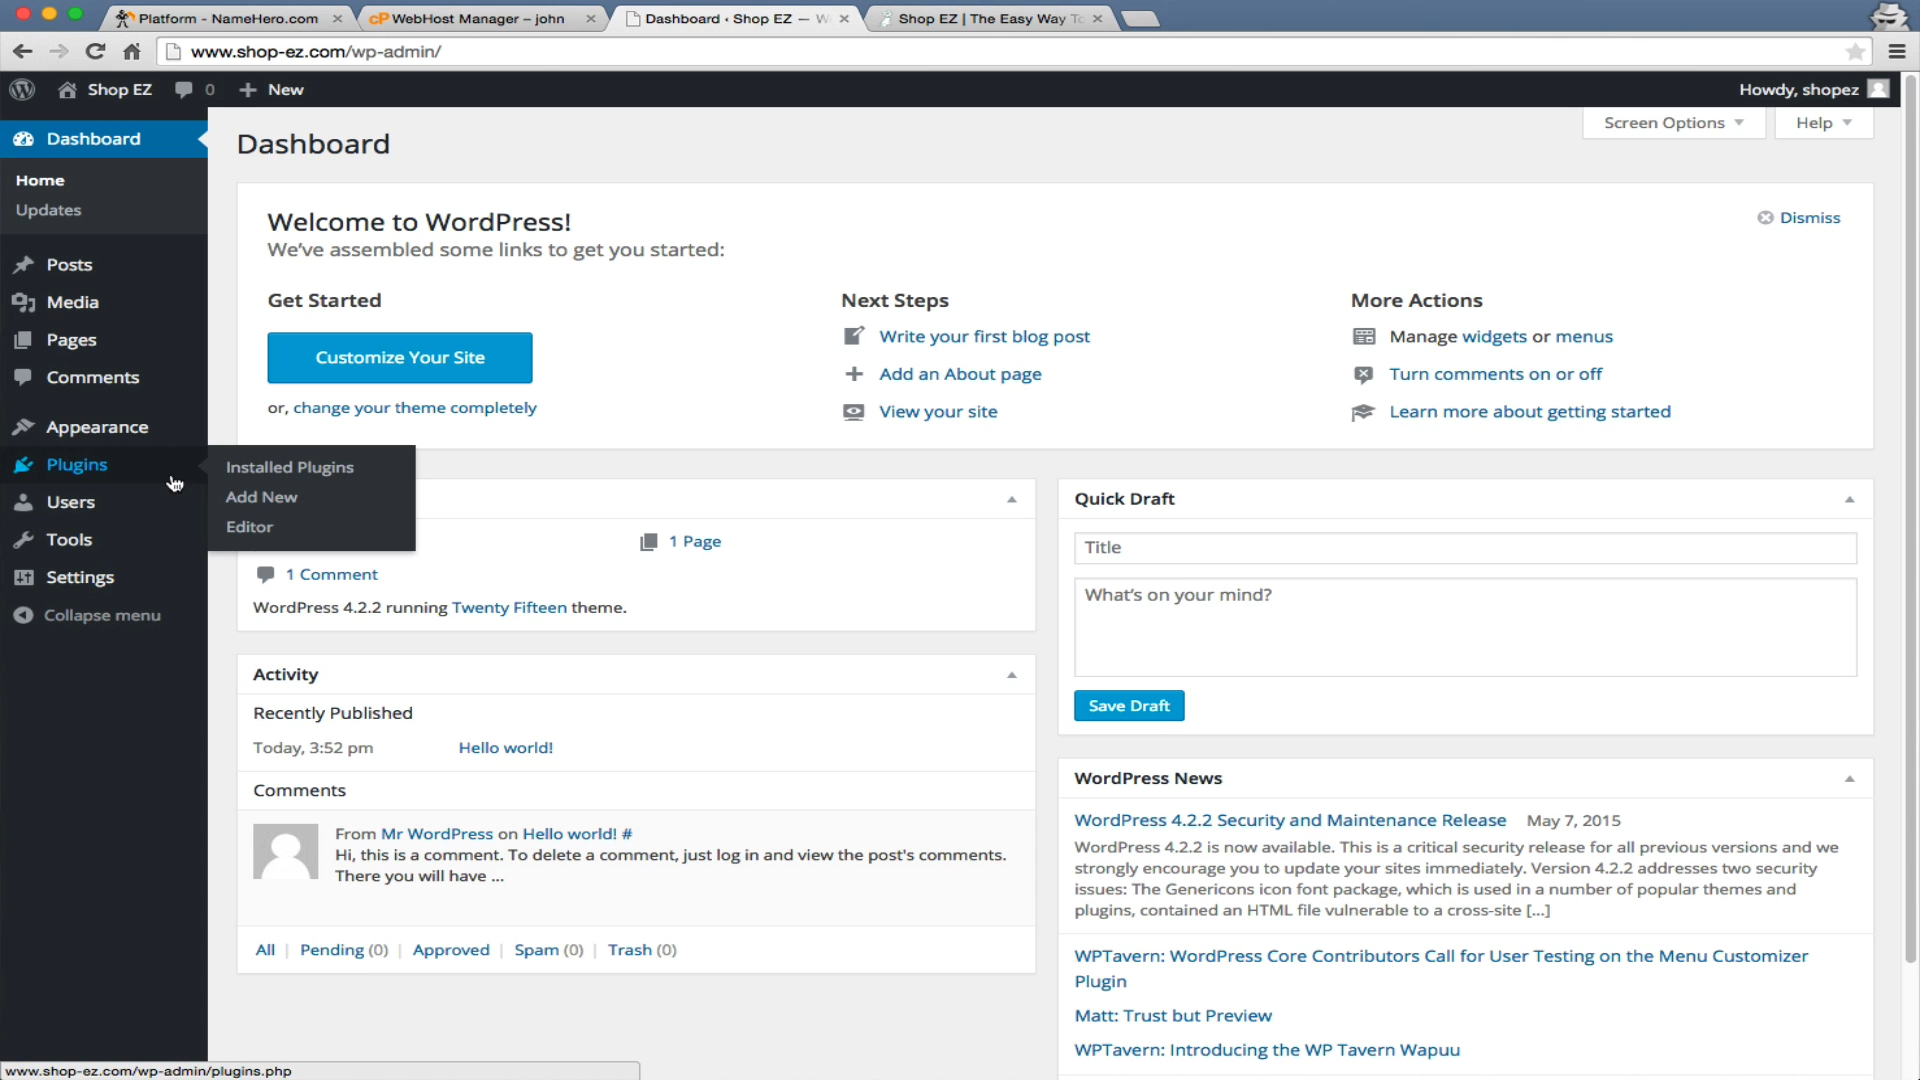 Platform - NameHero.com
cP WebHost Manager – john
Dashboard ‹ Shop EZ — W
Shop EZ | The Easy Way To
www.shop-ez.com/wp-admin/
Shop EZ
0
+ New
Howdy, shopez
Dashboard
Home
Updates
Posts
Media
Pages
Comments
Appearance
Plugins
Users
Tools
Settings
Collapse menu
Installed Plugins
Add New
Editor
Dashboard
Screen Options
Help
Welcome to WordPress!
We've assembled some links to get you started:
Dismiss
Get Started
Customize Your Site
or, change your theme completely
Next Steps
Write your first blog post
Add an About page
View your site
More Actions
Manage widgets or menus
Turn comments on or off
Learn more about getting started
1 Page
1 Comment
WordPress 4.2.2 running Twenty Fifteen theme.
Activity
Recently Published
Today, 3:52 pm Hello world!
Comments
From Mr WordPress on Hello world! #
Hi, this is a comment. To delete a comment, just log in and view the post's comments.
There you will have ...
All | Pending (0) | Approved | Spam (0) | Trash (0)
Quick Draft
Title
What's on your mind?
Save Draft
WordPress News
WordPress 4.2.2 Security and Maintenance Release May 7, 2015
WordPress 4.2.2 is now available. This is a critical security release for all previous versions and we
strongly encourage you to update your sites immediately. Version 4.2.2 addresses two security
issues: The Genericons icon font package, which is used in a number of popular themes and
plugins, contained an HTML file vulnerable to a cross-site [...]
WPTavern: WordPress Core Contributors Call for User Testing on the Menu Customizer
Plugin
Matt: Trust but Preview
WPTavern: Introducing the WP Tavern Wapuu
www.shop-ez.com/wp-admin/plugins.php